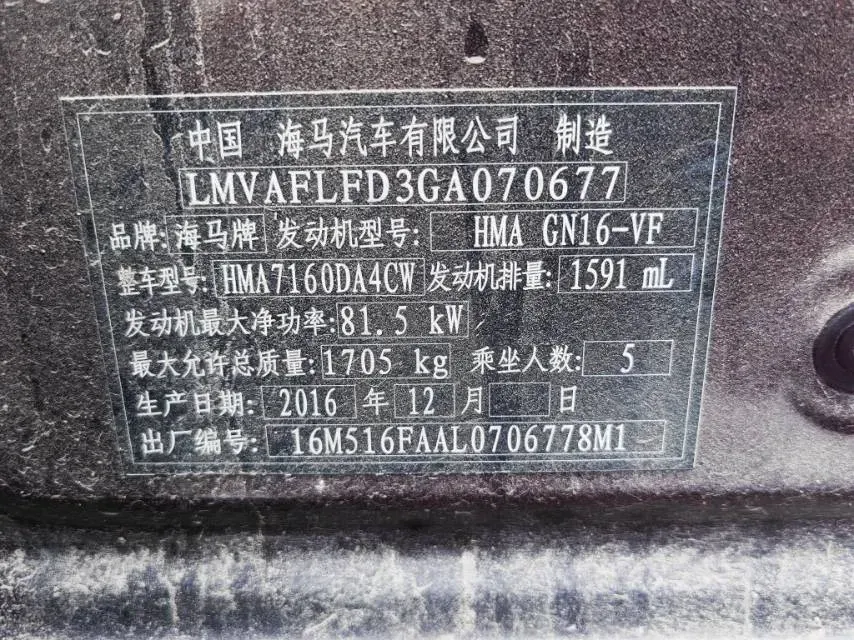 中国 海马汽车有限公司 制造
LMVAFLFD3GA070677
品牌: 海马牌 发动机型号: HMA GN16-VF
整车型号: HMA7160DA4CW 发动机排量: 1591 mL
发动机最大净功率: 81.5 kW
最大允许总质量: 1705 kg 乘坐人数: 5
生产日期: 2016 年 12 月 日
出厂编号: 16M516FAAL0706778M1